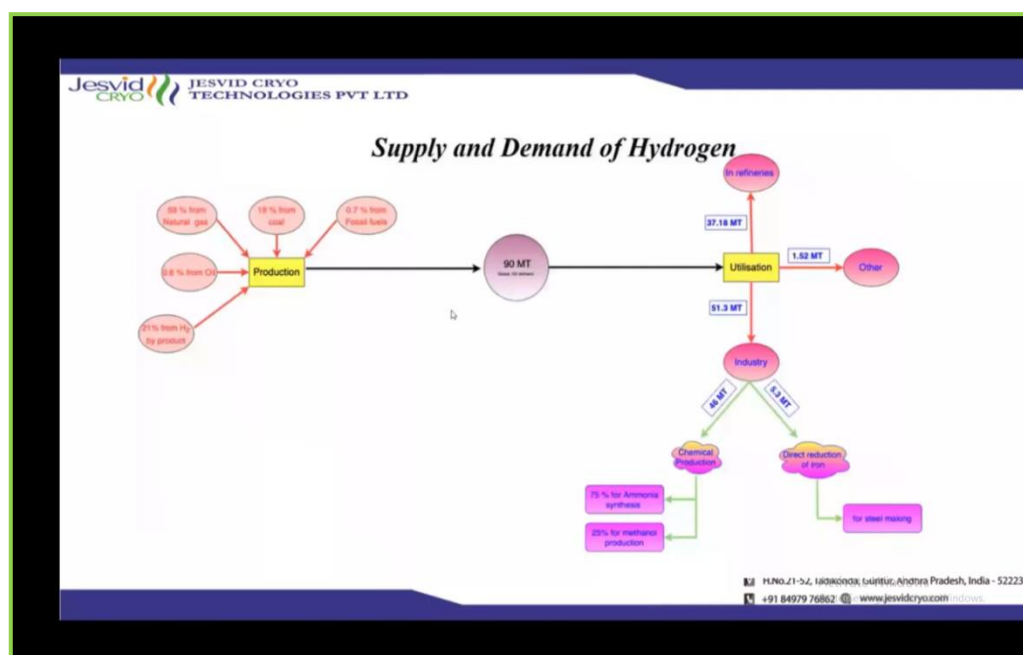 Jesvid
CRYO
JESVID CRYO
TECHNOLOGIES PVT LTD
Supply and Demand of Hydrogen
In refineries
59 % from
Natural gas
19 % from
coal
0.7 % from
Fossil fuels
37.18 MT
0.6 % from Oil
Production
90 MT
Utilisation
1.52 MT
Other
21% from H2
by product
51.3 MT
Industry
46 MT
5.3 MT
Chemical
Production
Direct reduction
of iron
75 % for Ammonia
synthesis
for steel making
25% for methanol
production
H.No.21-52, Tadikonda, Guntur, Andhra Pradesh, India - 52223
+91 84979 76862
www.jesvidcryo.com